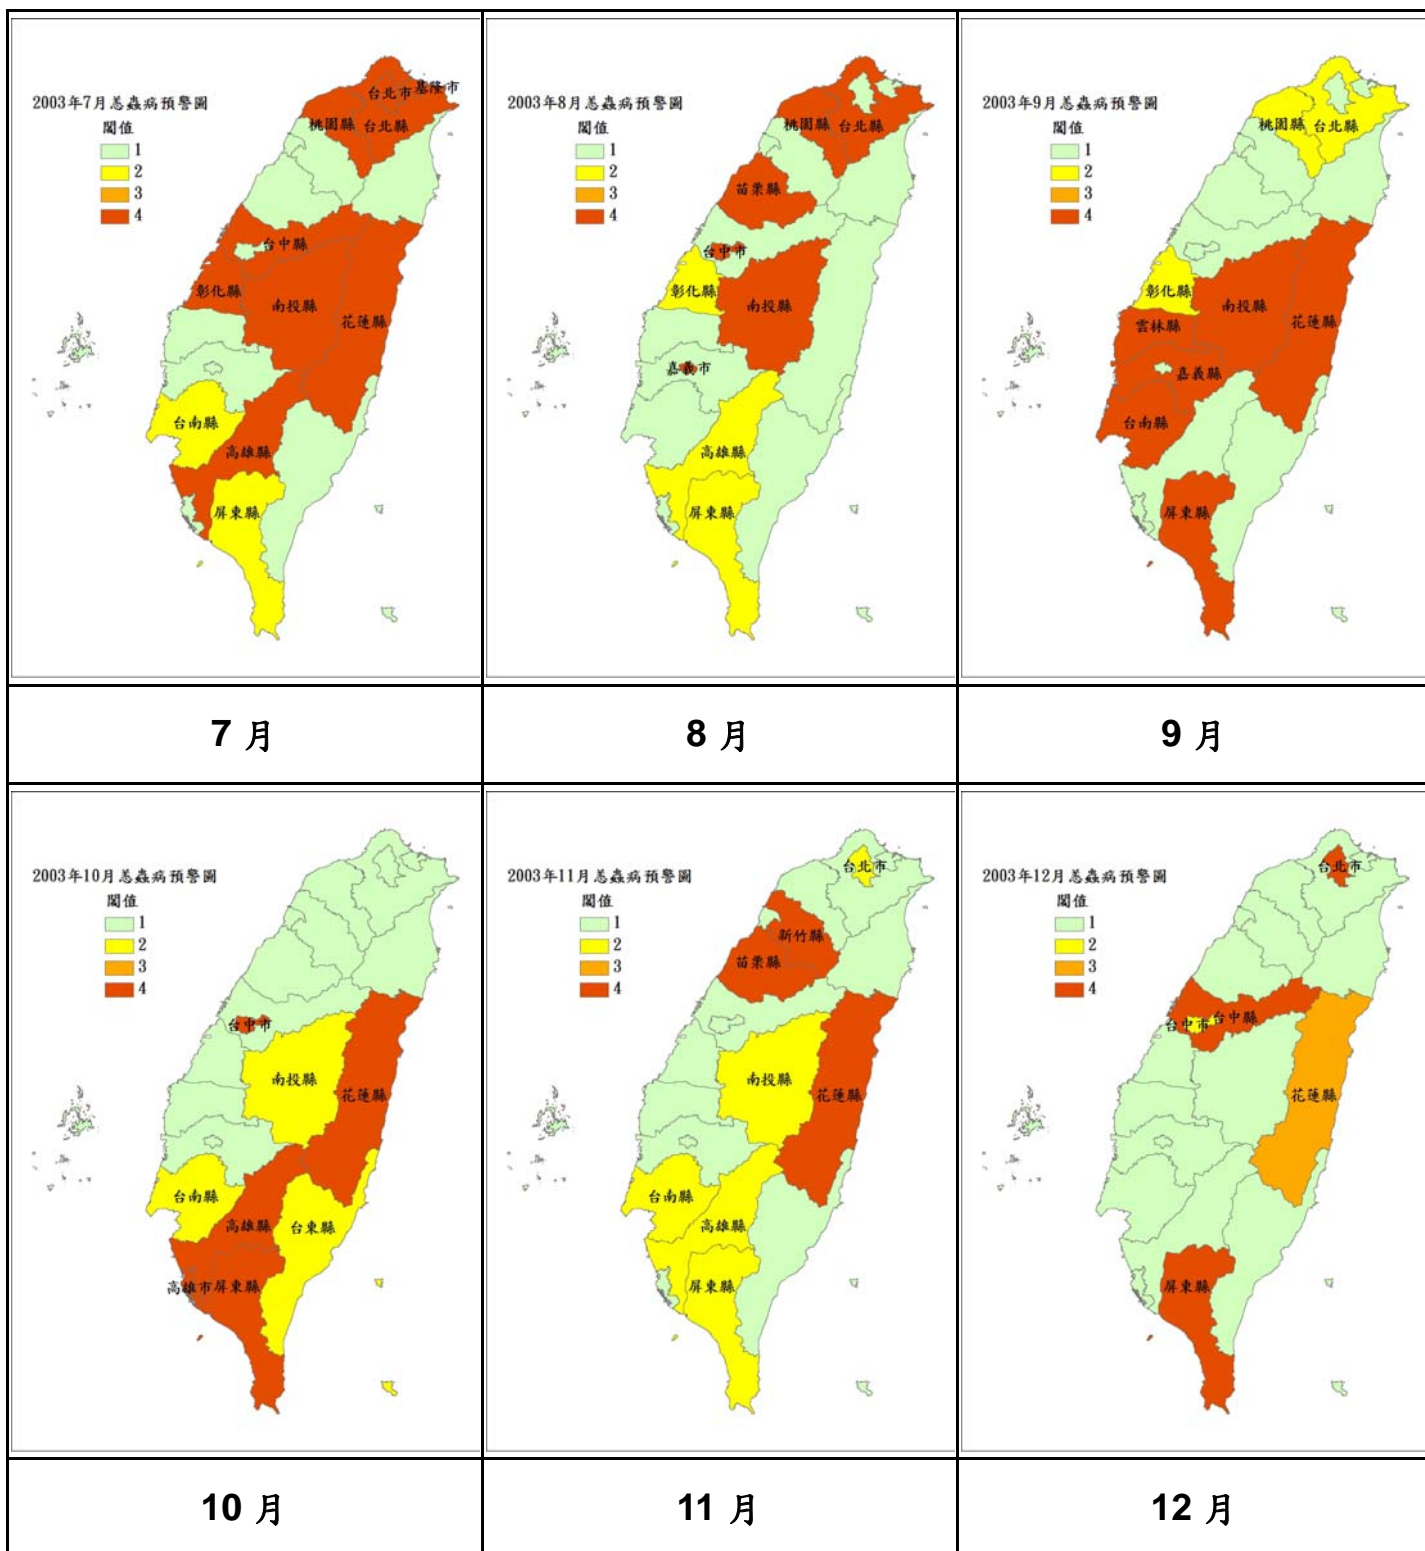 2003年7月恙蟲病預警圖
閥值
1
2
3
4
台北市
基隆市
桃園縣
台北縣
台中縣
彰化縣
南投縣
花蓮縣
台南縣
高雄縣
屏東縣
2003年8月恙蟲病預警圖
閥值
1
2
3
4
桃園縣
台北縣
苗栗縣
台中市
彰化縣
南投縣
嘉義市
高雄縣
屏東縣
2003年9月恙蟲病預警圖
閥值
1
2
3
4
桃園縣
台北縣
彰化縣
雲林縣
南投縣
花蓮縣
嘉義縣
台南縣
屏東縣
7 月
8 月
9 月
2003年10月恙蟲病預警圖
閥值
1
2
3
4
台中市
南投縣
花蓮縣
台南縣
高雄縣
台東縣
高雄市
屏東縣
2003年11月恙蟲病預警圖
閥值
1
2
3
4
台北市
新竹縣
苗栗縣
南投縣
花蓮縣
台南縣
高雄縣
屏東縣
2003年12月恙蟲病預警圖
閥值
1
2
3
4
台北市
台中市
台中縣
花蓮縣
屏東縣
10 月
11 月
12 月